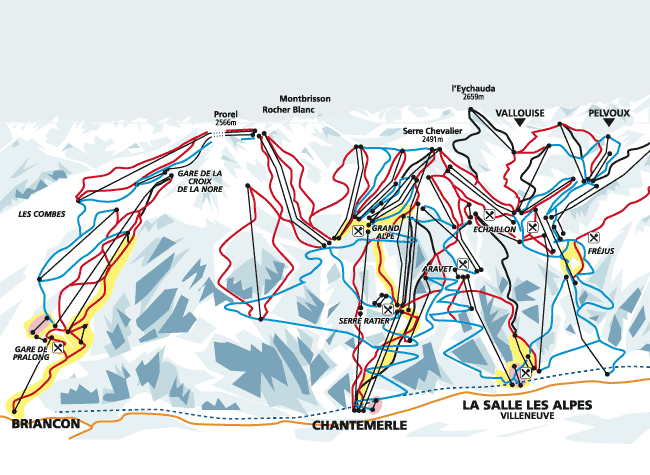 l'Eychauda
2659m
Montbrisson
Rocher Blanc
Prorel
2566m
VALLOUISE
PELVOUX
Serre Chevalier
2491m
GARE DE LA
CROIX
DE LA NORE
LES COMBES
GRAND
ALPE
ECHAILLON
FRÉJUS
ARAVET
SERRE RATIER
GARE DE
PRALONG
BRIANCON
CHANTEMERLE
LA SALLE LES ALPES
VILLENEUVE